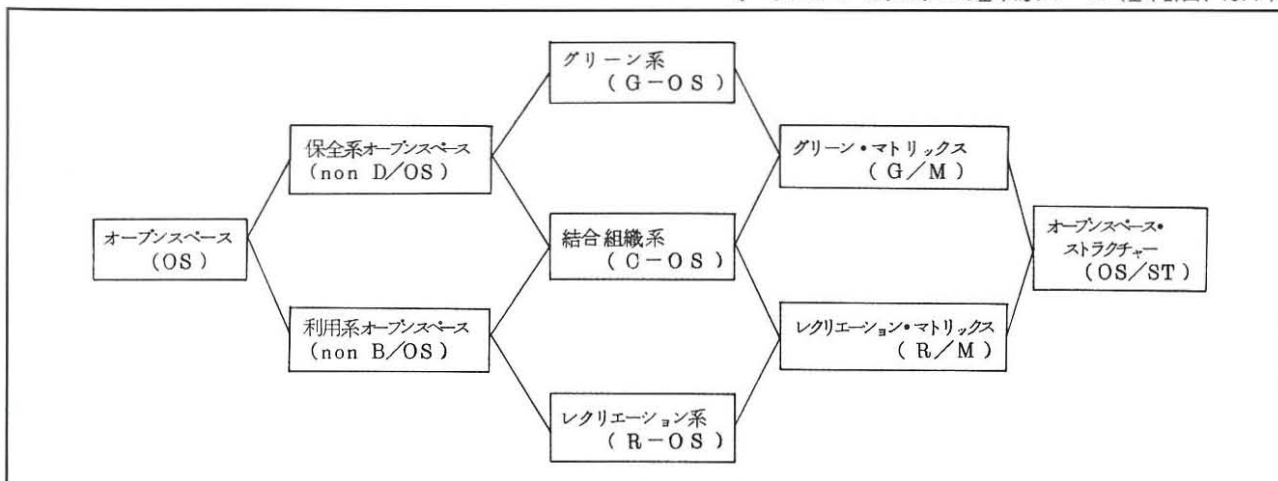 グリーン系
(G-OS)
保全系オープンスペース
(non D/OS)
グリーン・マトリックス
(G/M)
オープンスペース
(OS)
結合組織系
(C-OS)
オープンスペース・
ストラクチャー
(OS/ST)
利用系オープンスペース
(non B/OS)
レクリエーション・マトリックス
(R/M)
レクリエーション系
(R-OS)